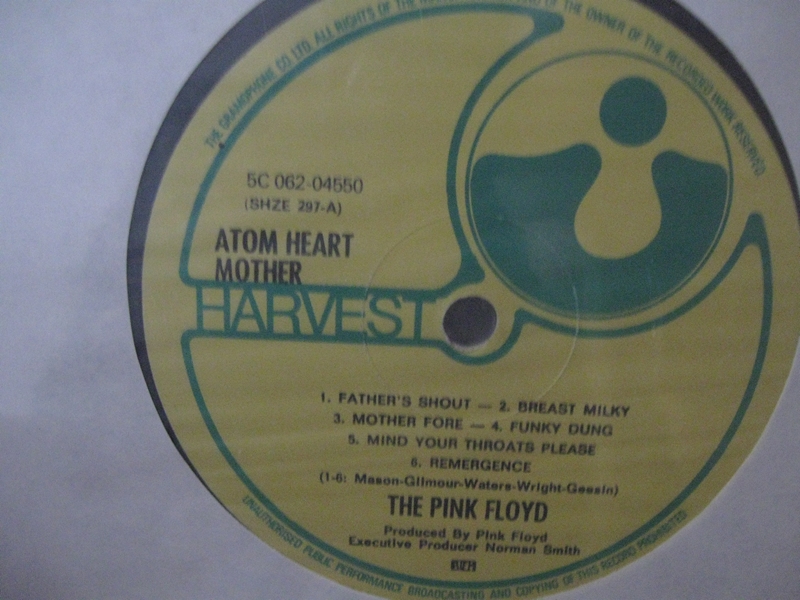 THE GRAMOPHONE CO. LTD. ALL RIGHTS OF THE OF THE OWNER OF THE RECORDED WORK RESERVED
5C 062-04550
(SHZE 297-A)
ATOM HEART
MOTHER
HARVEST
1. FATHER'S SHOUT — 2. BREAST MILKY
3. MOTHER FORE — 4. FUNKY DUNG
5. MIND YOUR THROATS PLEASE
6. REMERGENCE
(1-6: Mason-Gilmour-Waters-Wright-Geesin)
THE PINK FLOYD
Produced By Pink Floyd
Executive Producer Norman Smith
UNAUTHORISED PUBLIC PERFORMANCE BROADCASTING AND COPYING OF THIS RECORD PROHIBITED